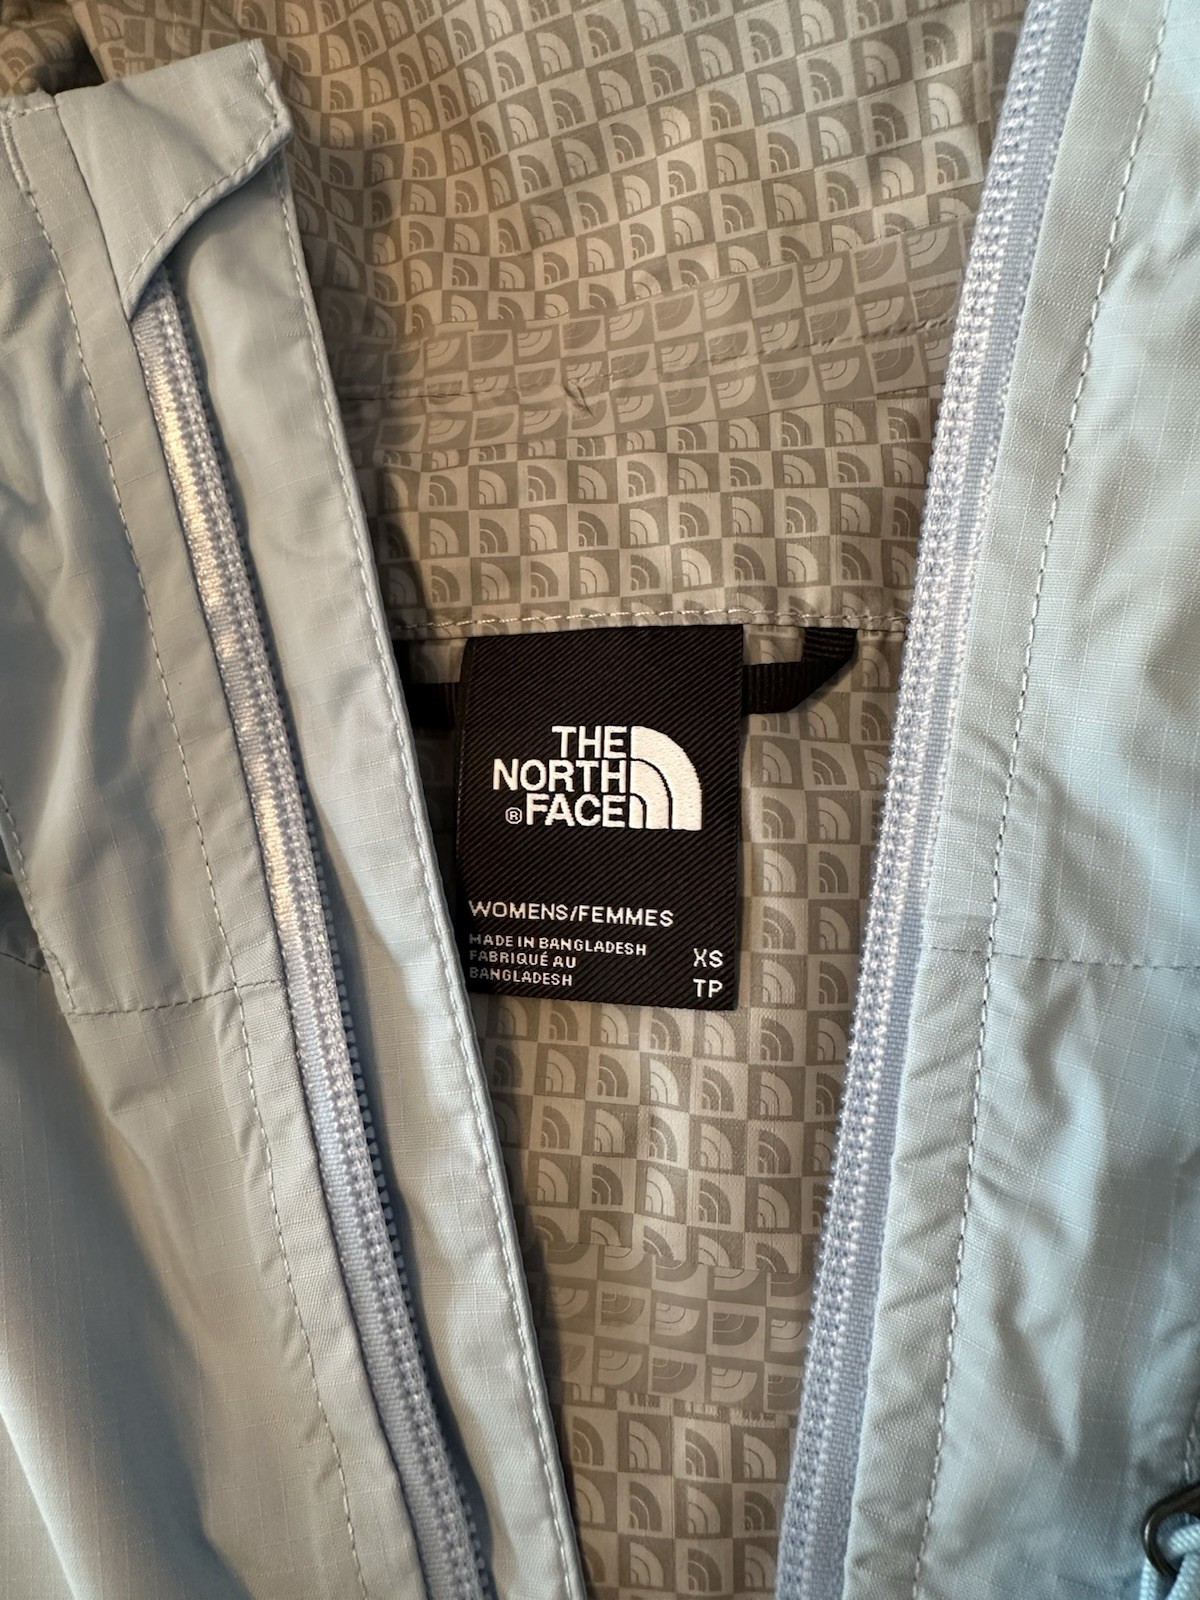 THE
NORTH
® FACE
WOMENS/FEMMES
MADE IN BANGLADESH
FABRIQUÉ AU
BANGLADESH
XS
TP